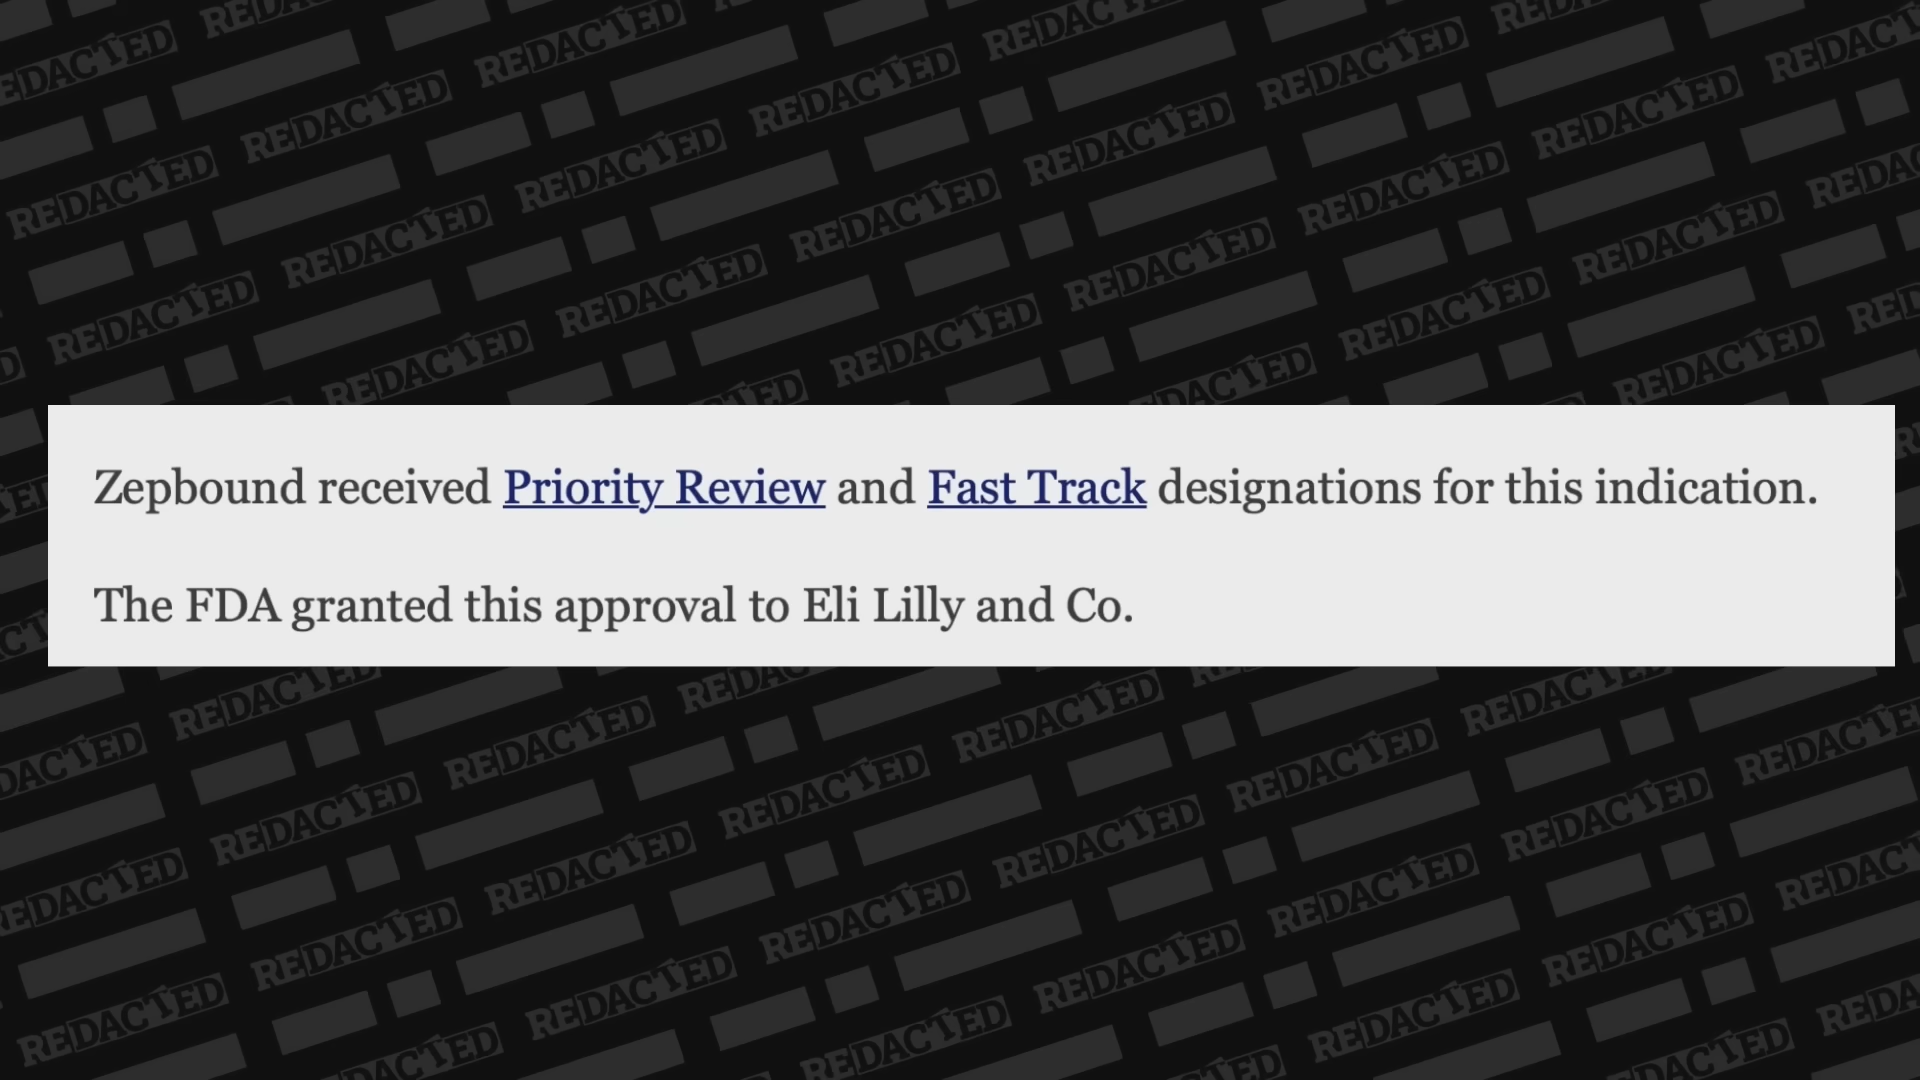 Zepbound received Priority Review and Fast Track designations for this indication.
The FDA granted this approval to Eli Lilly and Co.
REDACTED